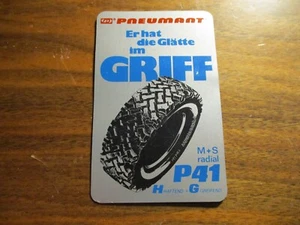 PNEUMANT
Er hat
die Glätte
im
GRIFF
M+S
radial
P41